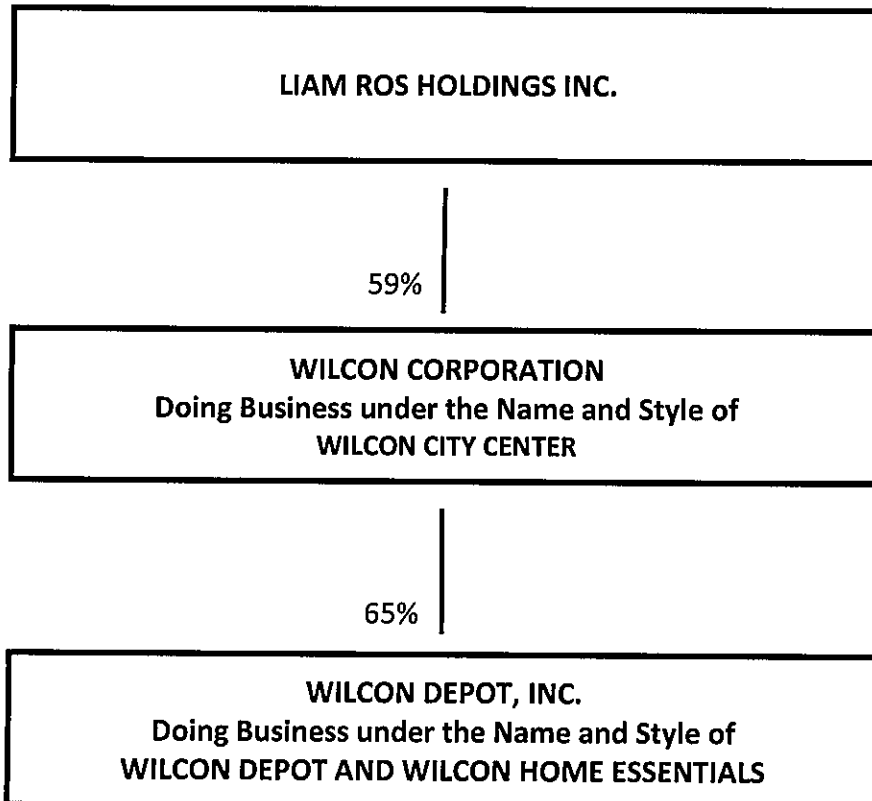 LIAM ROS HOLDINGS INC.
59%
WILCON CORPORATION
Doing Business under the Name and Style of
WILCON CITY CENTER
65%
WILCON DEPOT, INC.
Doing Business under the Name and Style of
WILCON DEPOT AND WILCON HOME ESSENTIALS